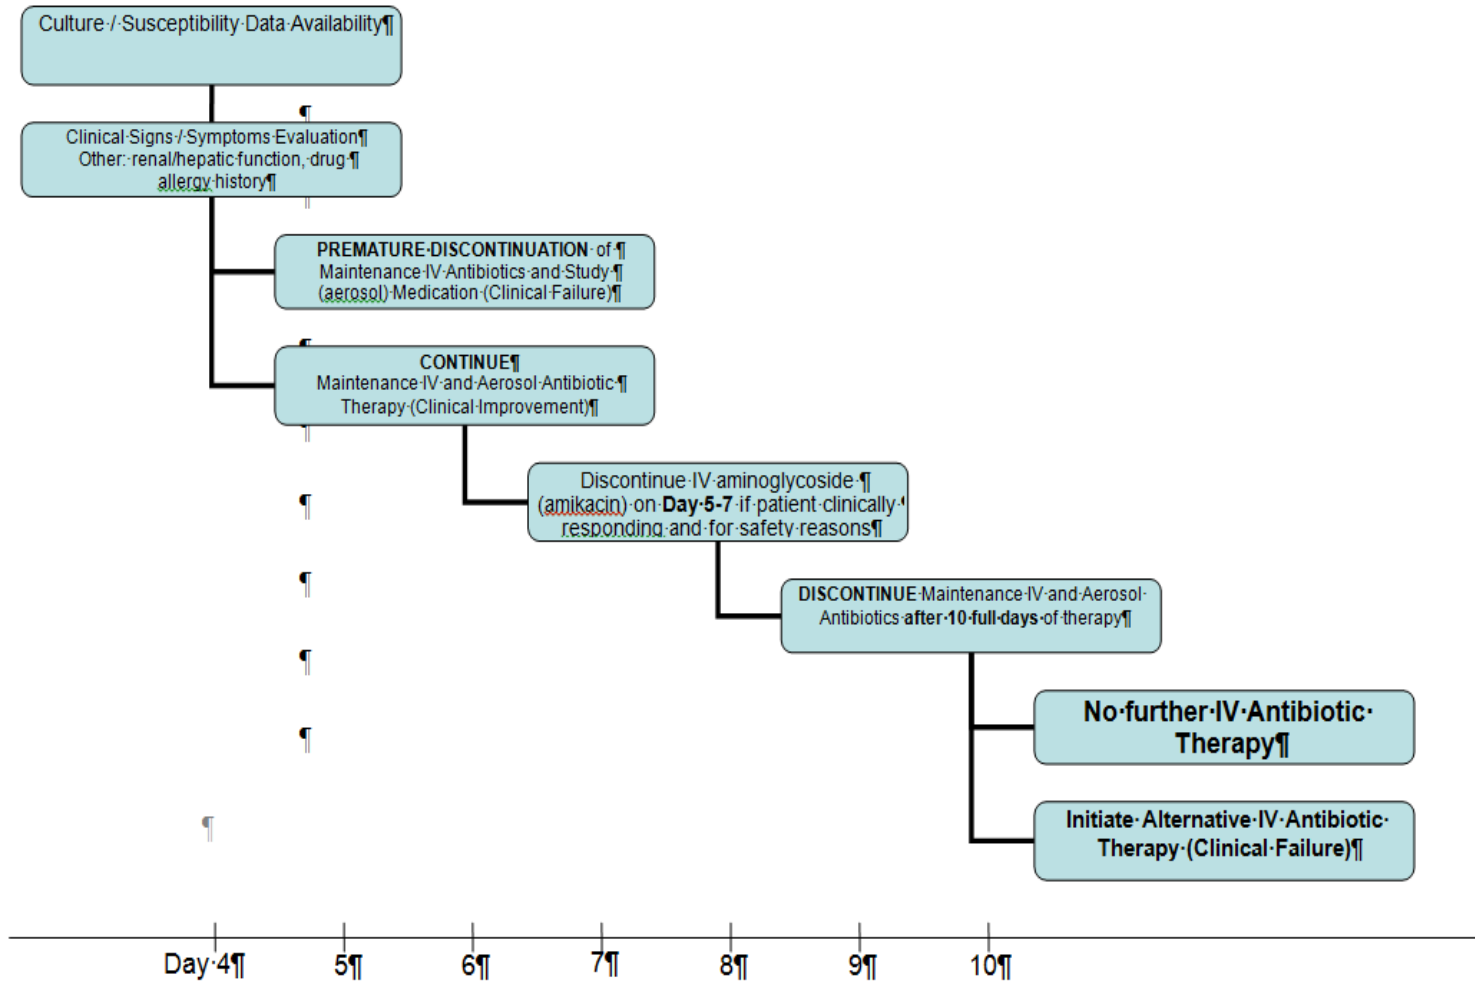 Culture / Susceptibility Data Availability¶
¶
Clinical Signs / Symptoms Evaluation¶
Other: renal/hepatic function, drug ¶
allergy history¶
¶
PREMATURE DISCONTINUATION of ¶
Maintenance IV Antibiotics and Study ¶
(aerosol) Medication (Clinical Failure)¶
¶
CONTINUE¶
Maintenance IV and Aerosol Antibiotic ¶
Therapy (Clinical Improvement)¶
¶
Discontinue IV aminoglycoside ¶
(amikacin) on Day 5-7 if patient clinically
responding and for safety reasons¶
¶
¶
DISCONTINUE Maintenance IV and Aerosol
Antibiotics after 10 full days of therapy¶
¶
No further IV Antibiotic
Therapy¶
¶
¶
Initiate Alternative IV Antibiotic
Therapy (Clinical Failure)¶
Day 4¶ 5¶ 6¶ 7¶ 8¶ 9¶ 10¶